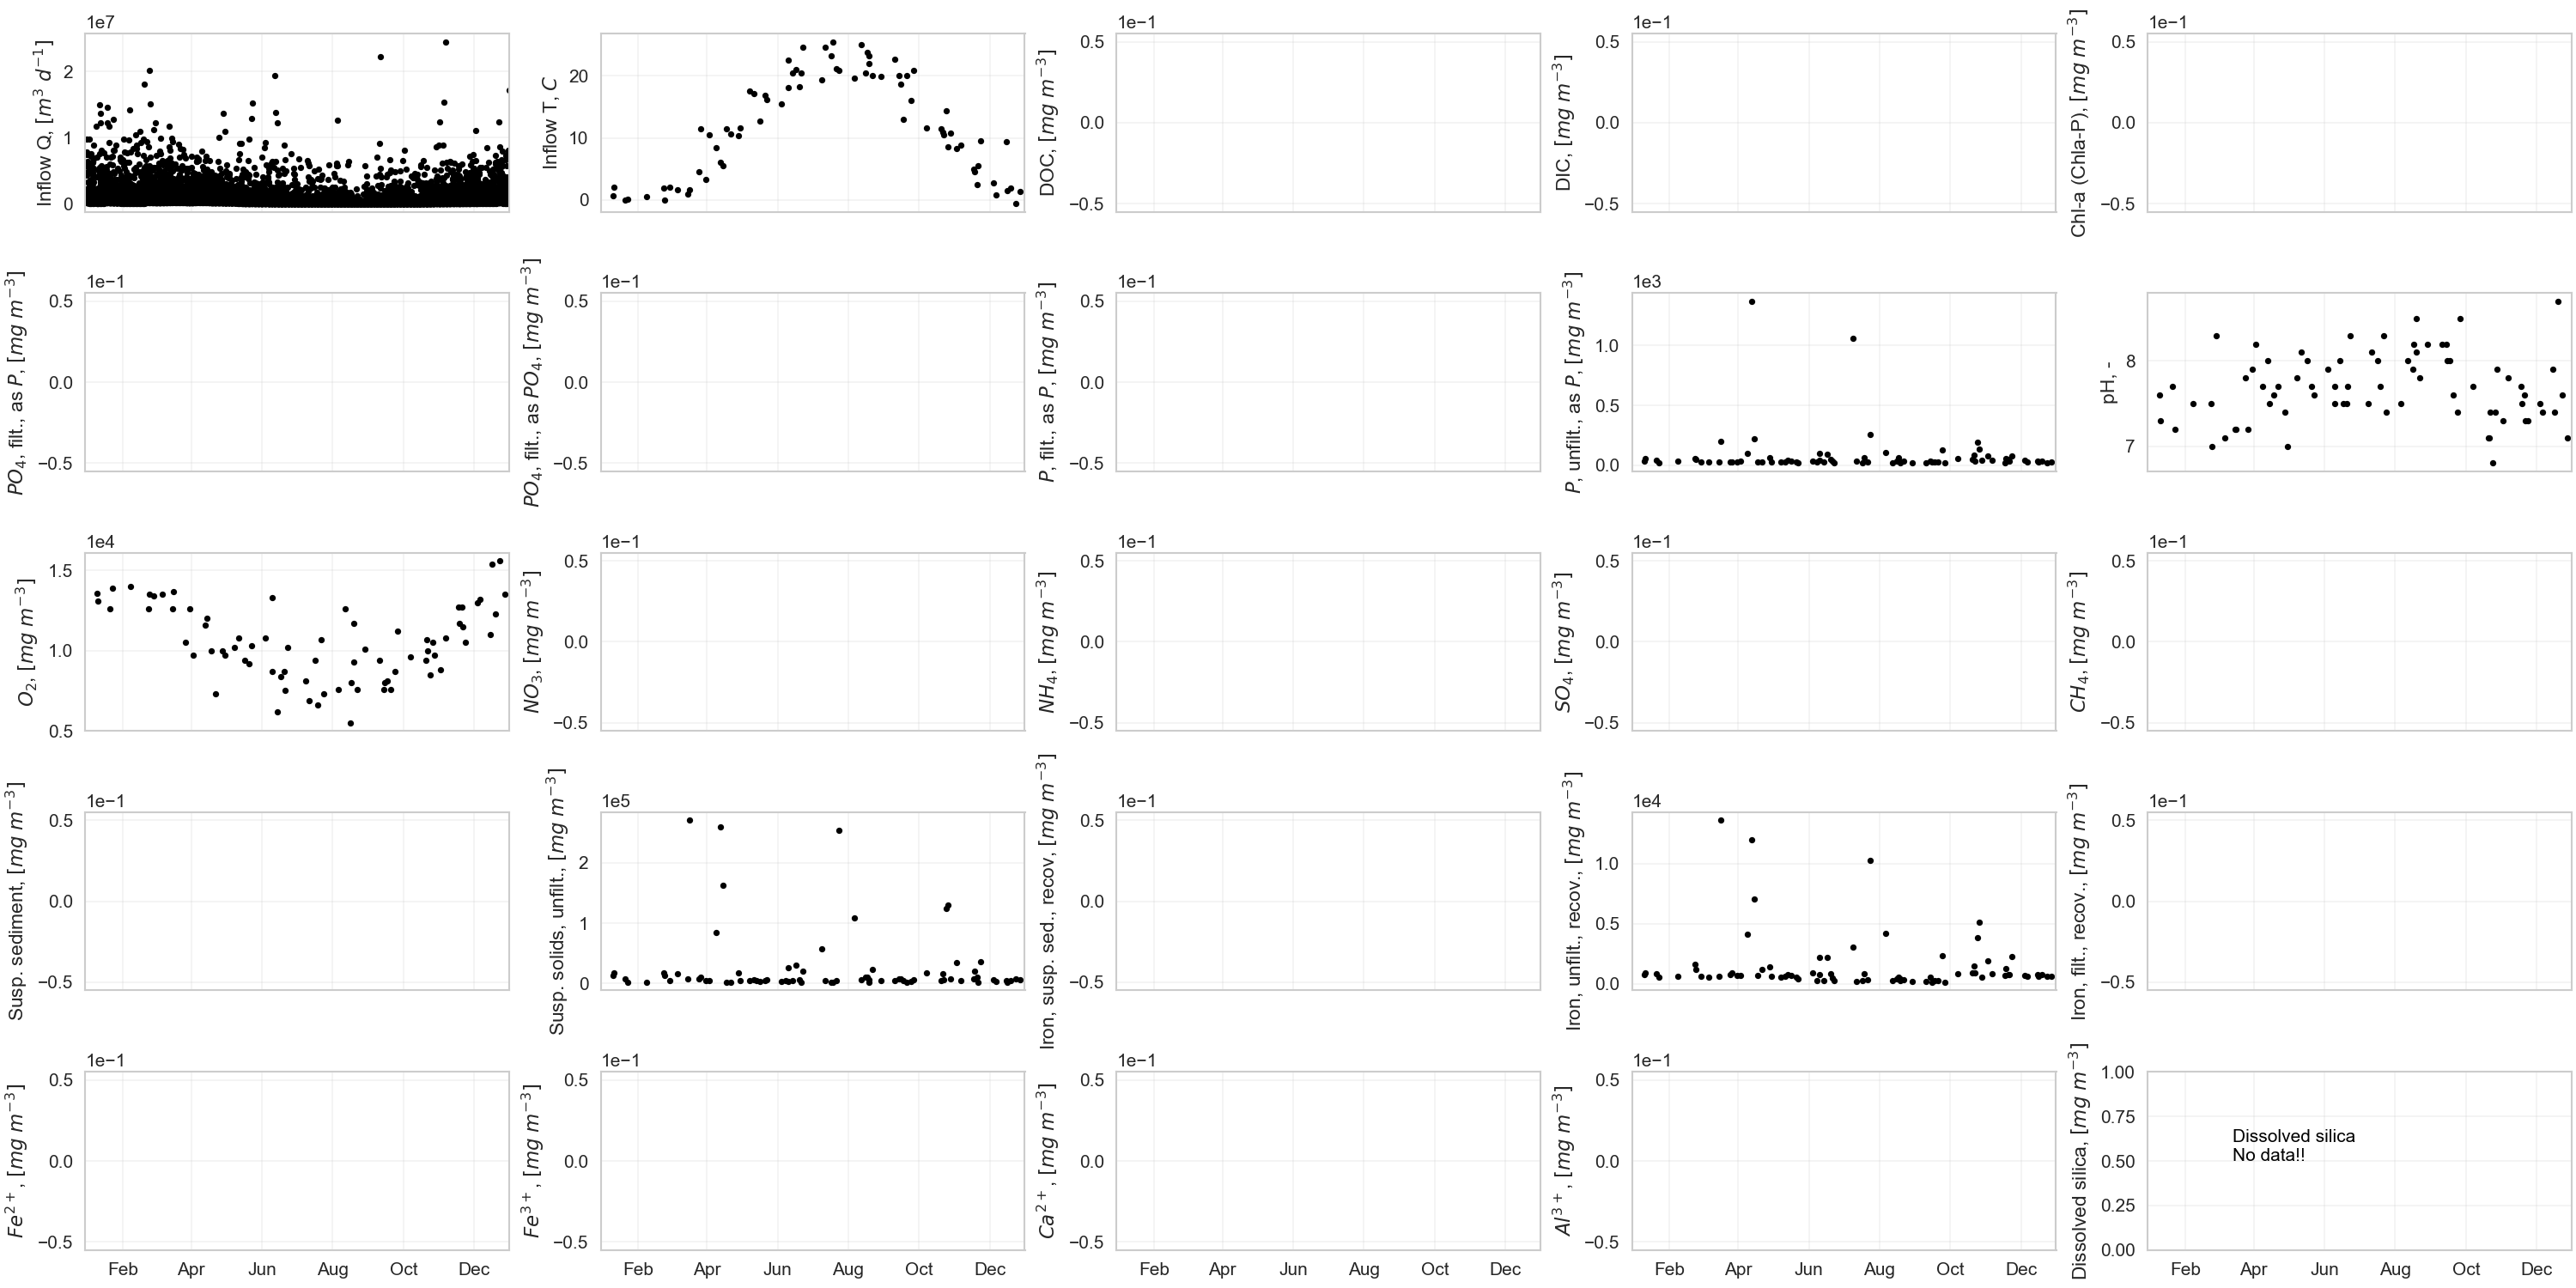 1e7
Inflow Q, [m³ d⁻¹]
2
1
0
Inflow T, C
20
10
0
1e−1
DOC, [mg m⁻³]
0.5
0.0
−0.5
1e−1
DIC, [mg m⁻³]
0.5
0.0
−0.5
1e−1
Chl-a (Chla-P), [mg m⁻³]
0.5
0.0
−0.5
1e−1
PO₄, filt., as P, [mg m⁻³]
0.5
0.0
−0.5
1e−1
PO₄, filt., as PO₄, [mg m⁻³]
0.5
0.0
−0.5
1e−1
P, filt., as P, [mg m⁻³]
0.5
0.0
−0.5
1e3
P, unfilt., as P, [mg m⁻³]
1.0
0.5
0.0
pH, -
8
7
1e4
O₂, [mg m⁻³]
1.5
1.0
0.5
1e−1
NO₃, [mg m⁻³]
0.5
0.0
−0.5
1e−1
NH₄, [mg m⁻³]
0.5
0.0
−0.5
1e−1
SO₄, [mg m⁻³]
0.5
0.0
−0.5
1e−1
CH₄, [mg m⁻³]
0.5
0.0
−0.5
1e−1
Susp. sediment, [mg m⁻³]
0.5
0.0
−0.5
1e5
Susp. solids, unfilt., [mg m⁻³]
2
1
0
1e−1
Iron, susp. sed., recov, [mg m⁻³]
0.5
0.0
−0.5
1e4
Iron, unfilt., recov., [mg m⁻³]
1.0
0.5
0.0
1e−1
Iron, filt., recov., [mg m⁻³]
0.5
0.0
−0.5
1e−1
Fe²⁺, [mg m⁻³]
0.5
0.0
−0.5
Feb Apr Jun Aug Oct Dec
1e−1
Fe³⁺, [mg m⁻³]
0.5
0.0
−0.5
Feb Apr Jun Aug Oct Dec
1e−1
Ca²⁺, [mg m⁻³]
0.5
0.0
−0.5
Feb Apr Jun Aug Oct Dec
1e−1
Al³⁺, [mg m⁻³]
0.5
0.0
−0.5
Feb Apr Jun Aug Oct Dec
Dissolved silica, [mg m⁻³]
1.00
0.75
0.50
0.25
0.00
Dissolved silica
No data!!
Feb Apr Jun Aug Oct Dec